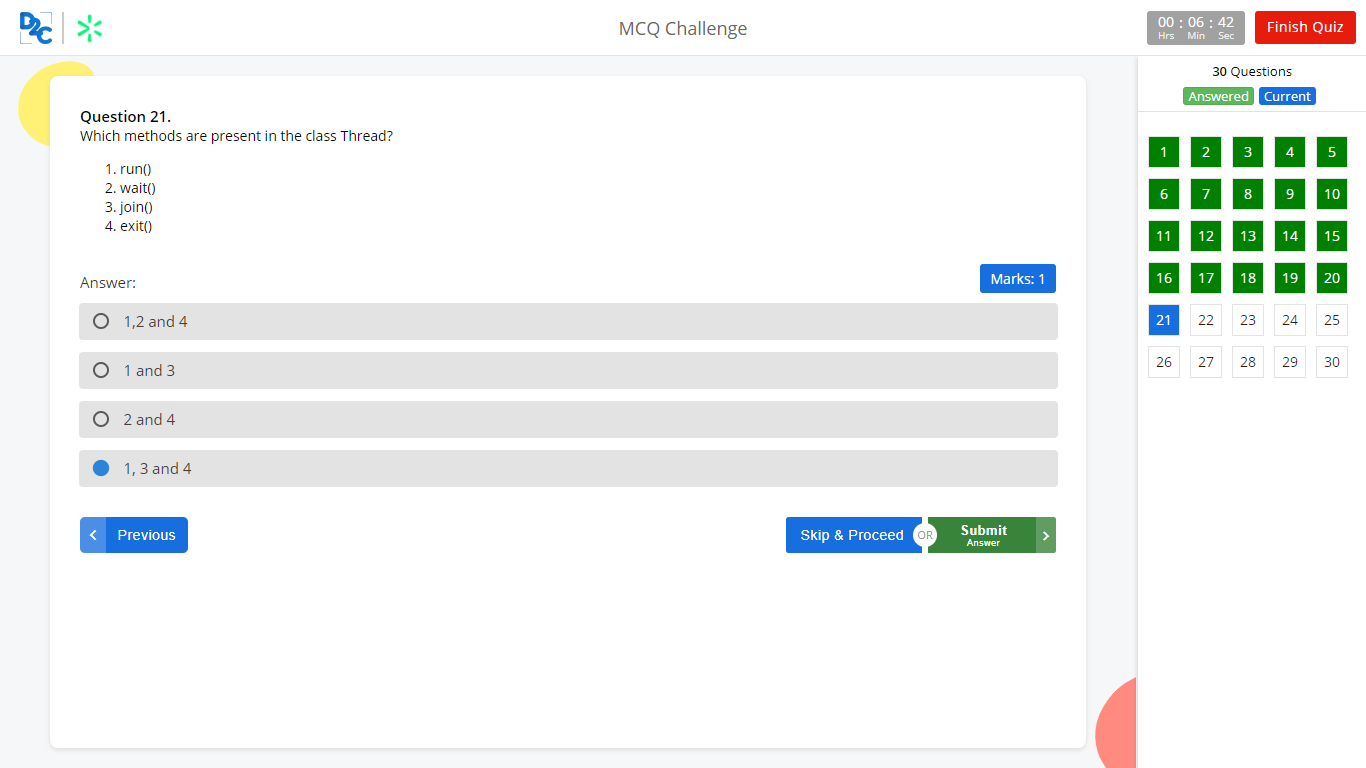 D2C
MCQ Challenge
00 : 06 : 42
Hrs Min Sec
Finish Quiz
30 Questions
Answered Current
Question 21.
Which methods are present in the class Thread?
1. run()
2. wait()
3. join()
4. exit()
Answer:
Marks: 1
1,2 and 4
1 and 3
2 and 4
1, 3 and 4
Previous
Skip & Proceed
OR
Submit
Answer
1 2 3 4 5
6 7 8 9 10
11 12 13 14 15
16 17 18 19 20
21 22 23 24 25
26 27 28 29 30